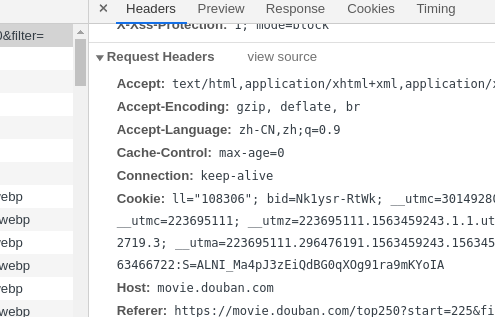 Headers Preview Response Cookies Timing
0&filter=
X-Xss-Protection: 1; mode=block
Request Headers view source
Accept: text/html,application/xhtml+xml,application/x
Accept-Encoding: gzip, deflate, br
Accept-Language: zh-CN,zh;q=0.9
Cache-Control: max-age=0
Connection: keep-alive
webp
Cookie: ll="108306"; bid=Nk1ysr-RtWk; __utmc=30149280
webp
__utmc=223695111; __utmz=223695111.1563459243.1.1.ut
webp
2719.3; __utma=223695111.296476191.1563459243.156345
webp
63466722:S=ALNI_Ma4pJ3zEiQdBG0qXOg91ra9mKYoIA
webp
Host: movie.douban.com
webp
Referer: https://movie.douban.com/top250?start=225&fi